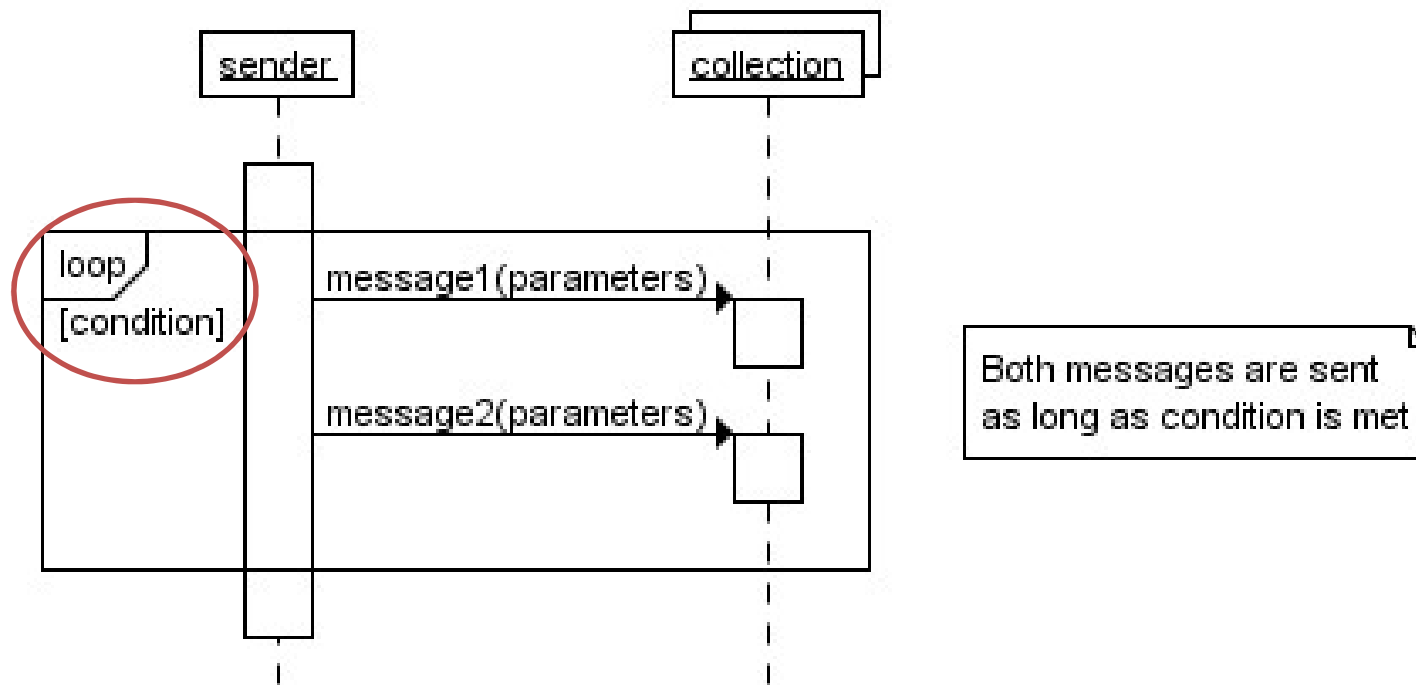 sender
collection
loop
[condition]
message1(parameters)
message2(parameters)
Both messages are sent
as long as condition is met